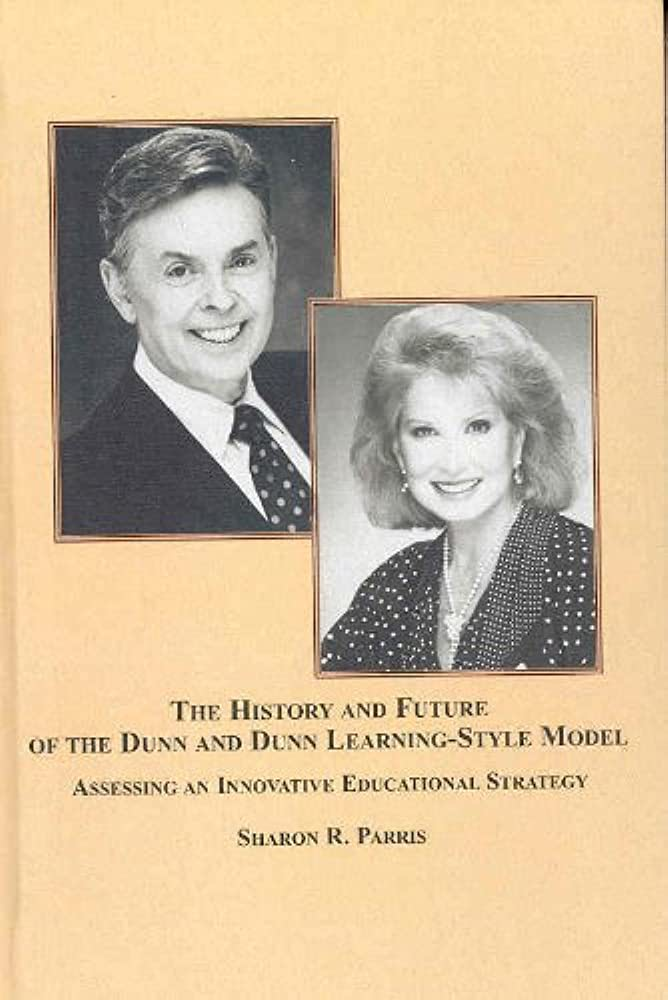 THE HISTORY AND FUTURE
OF THE DUNN AND DUNN LEARNING-STYLE MODEL
ASSESSING AN INNOVATIVE EDUCATIONAL STRATEGY
SHARON R. PARRIS